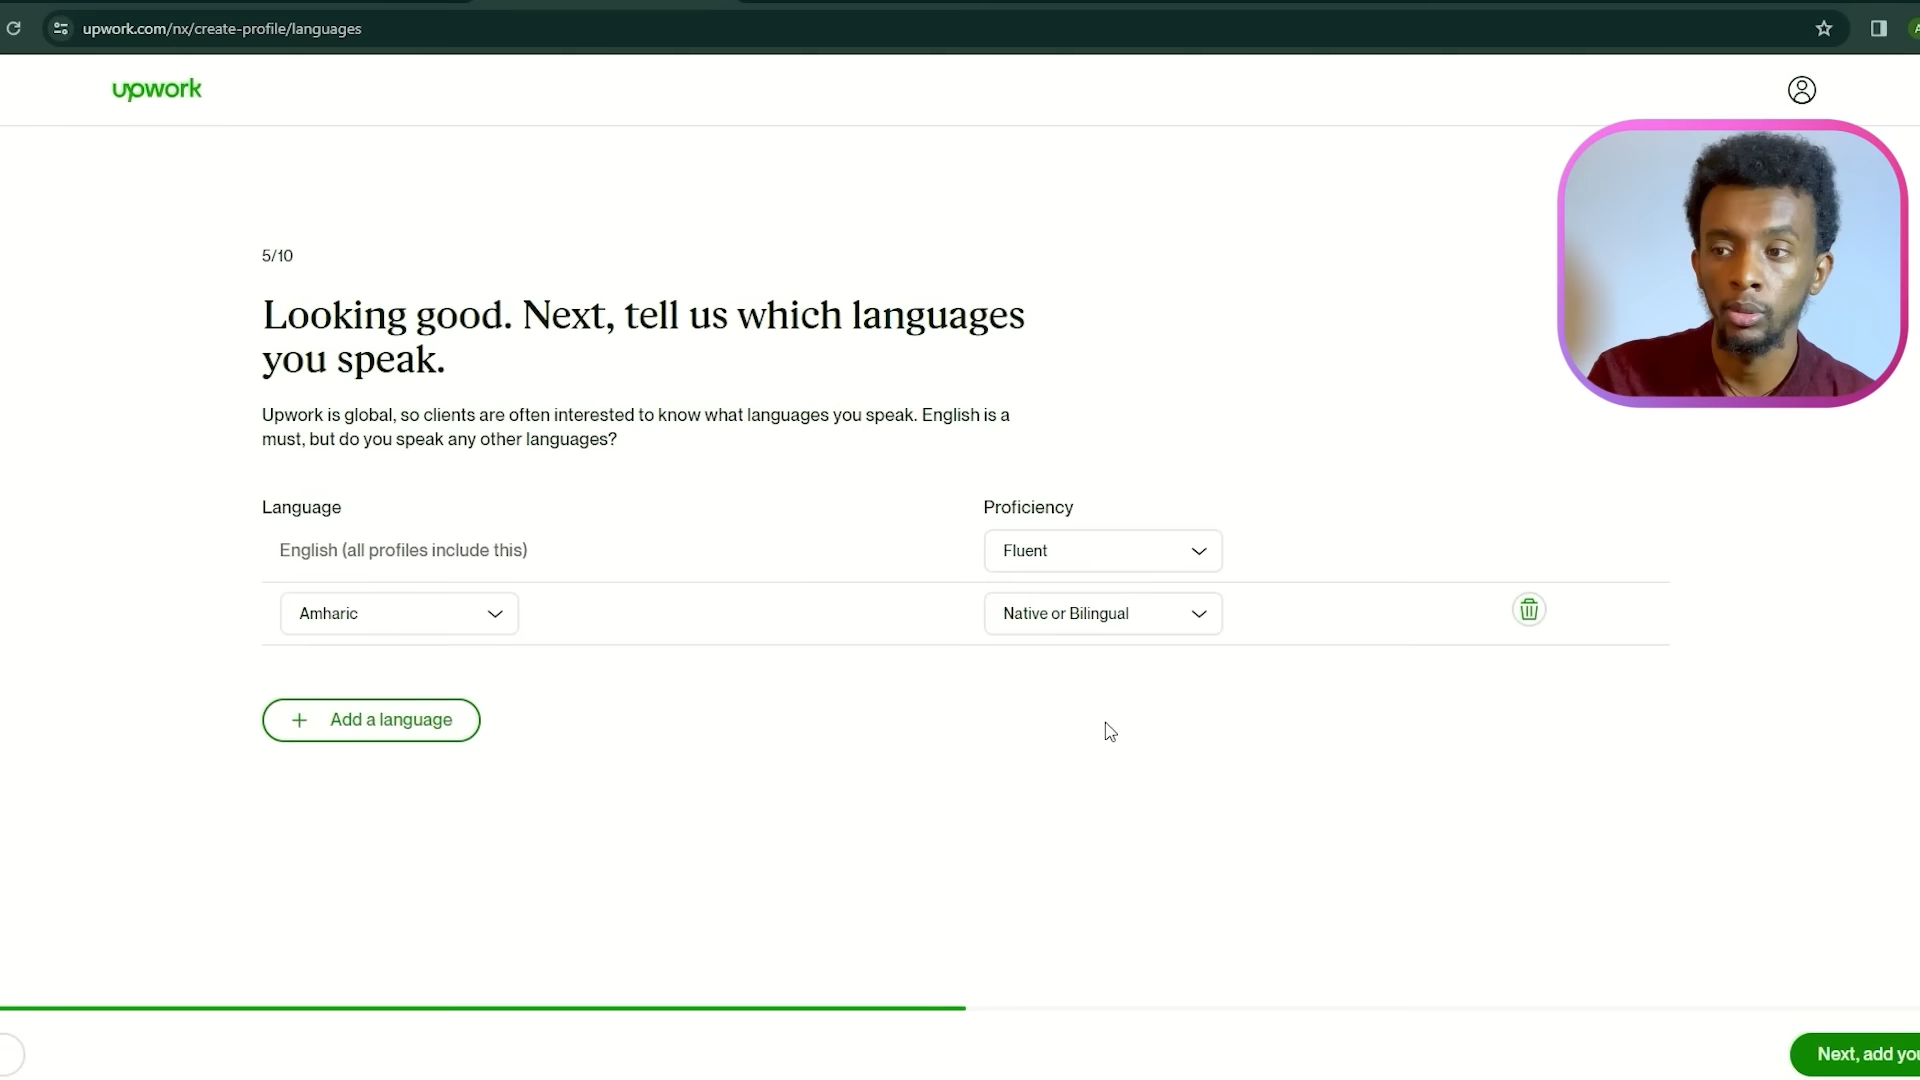 upwork.com/nx/create-profile/languages
upwork
5/10
Looking good. Next, tell us which languages
you speak.
Upwork is global, so clients are often interested to know what languages you speak. English is a
must, but do you speak any other languages?
Language
Proficiency
English (all profiles include this)
Fluent
Amharic
Native or Bilingual
+ Add a language
Next, add you